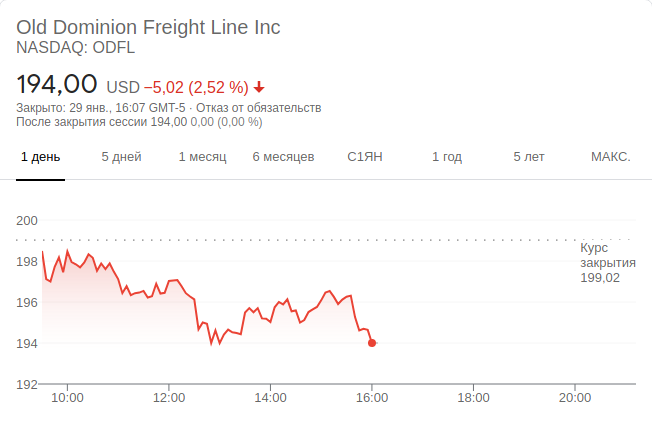 Old Dominion Freight Line Inc
NASDAQ: ODFL
194,00 USD −5,02 (2,52 %)
Закрыто: 29 янв., 16:07 GMT-5 · Отказ от обязательств
После закрытия сессии 194,00 0,00 (0,00 %)
1 день 5 дней 1 месяц 6 месяцев С1ЯН 1 год 5 лет МАКС.
200
Курс
198 закрытия
199,02
196
194
192
10:00 12:00 14:00 16:00 18:00 20:00